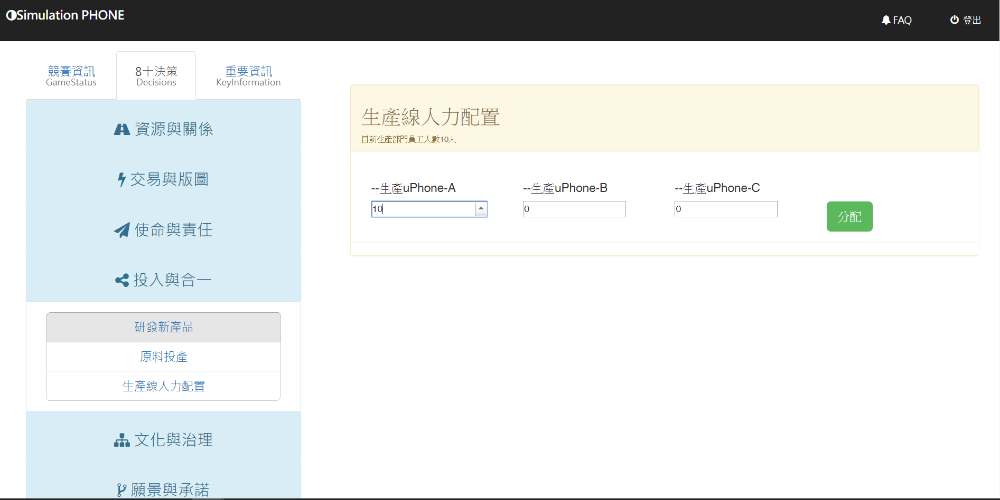 Simulation PHONE
FAQ
登出
競賽資訊
GameStatus
8十決策
Decisions
重要資訊
KeyInformation
資源與關係
交易與版圖
使命與責任
投入與合一
研發新產品
原料投產
生產線人力配置
文化與治理
願景與承諾
生產線人力配置
目前生產部門員工人數10人
--生產uPhone-A
--生產uPhone-B
--生產uPhone-C
10
0
0
分配